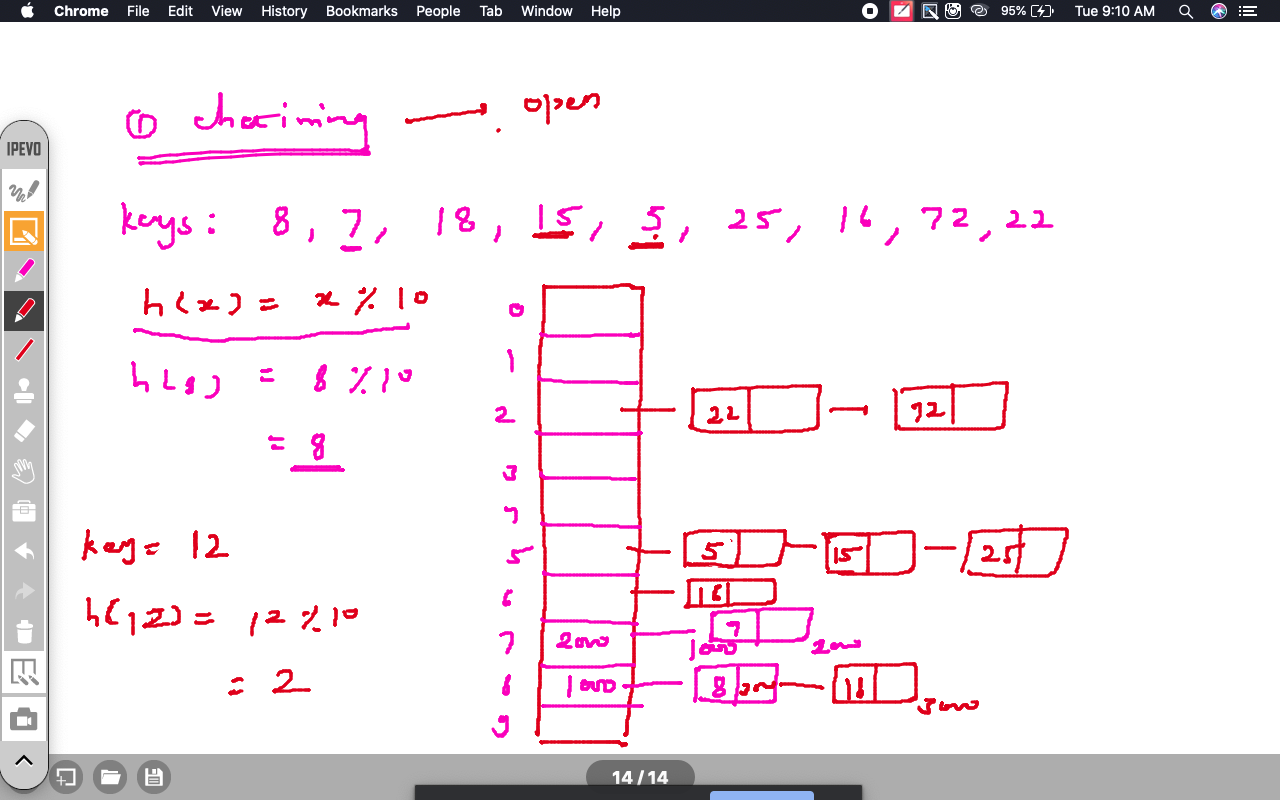 Chrome File Edit View History Bookmarks People Tab Window Help 95% Tue 9:10 AM
IPEVO
① chaining → open
keys: 8, 7, 18, 15, 5, 25, 16, 72, 22
h(x) = x % 10
h(8) = 8 % 10
= 8
key = 12
h(12) = 12 % 10
= 2
0
1
2 22 72
3
4
5 5 15 25
6 16
7 2000 7
1000 2000
8 1000 8 18
3000
9
14 / 14